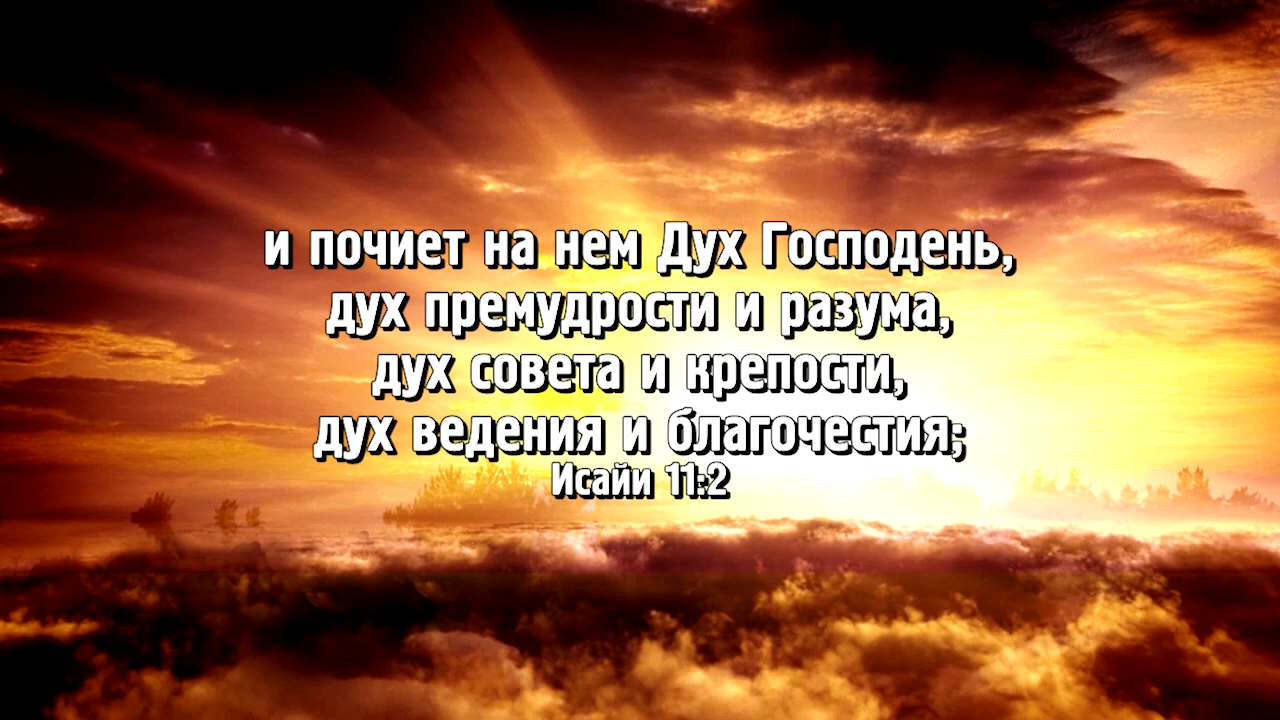 и почиет на нем Дух Господень,
дух премудрости и разума,
дух совета и крепости,
дух ведения и благочестия;
Исайи 11:2